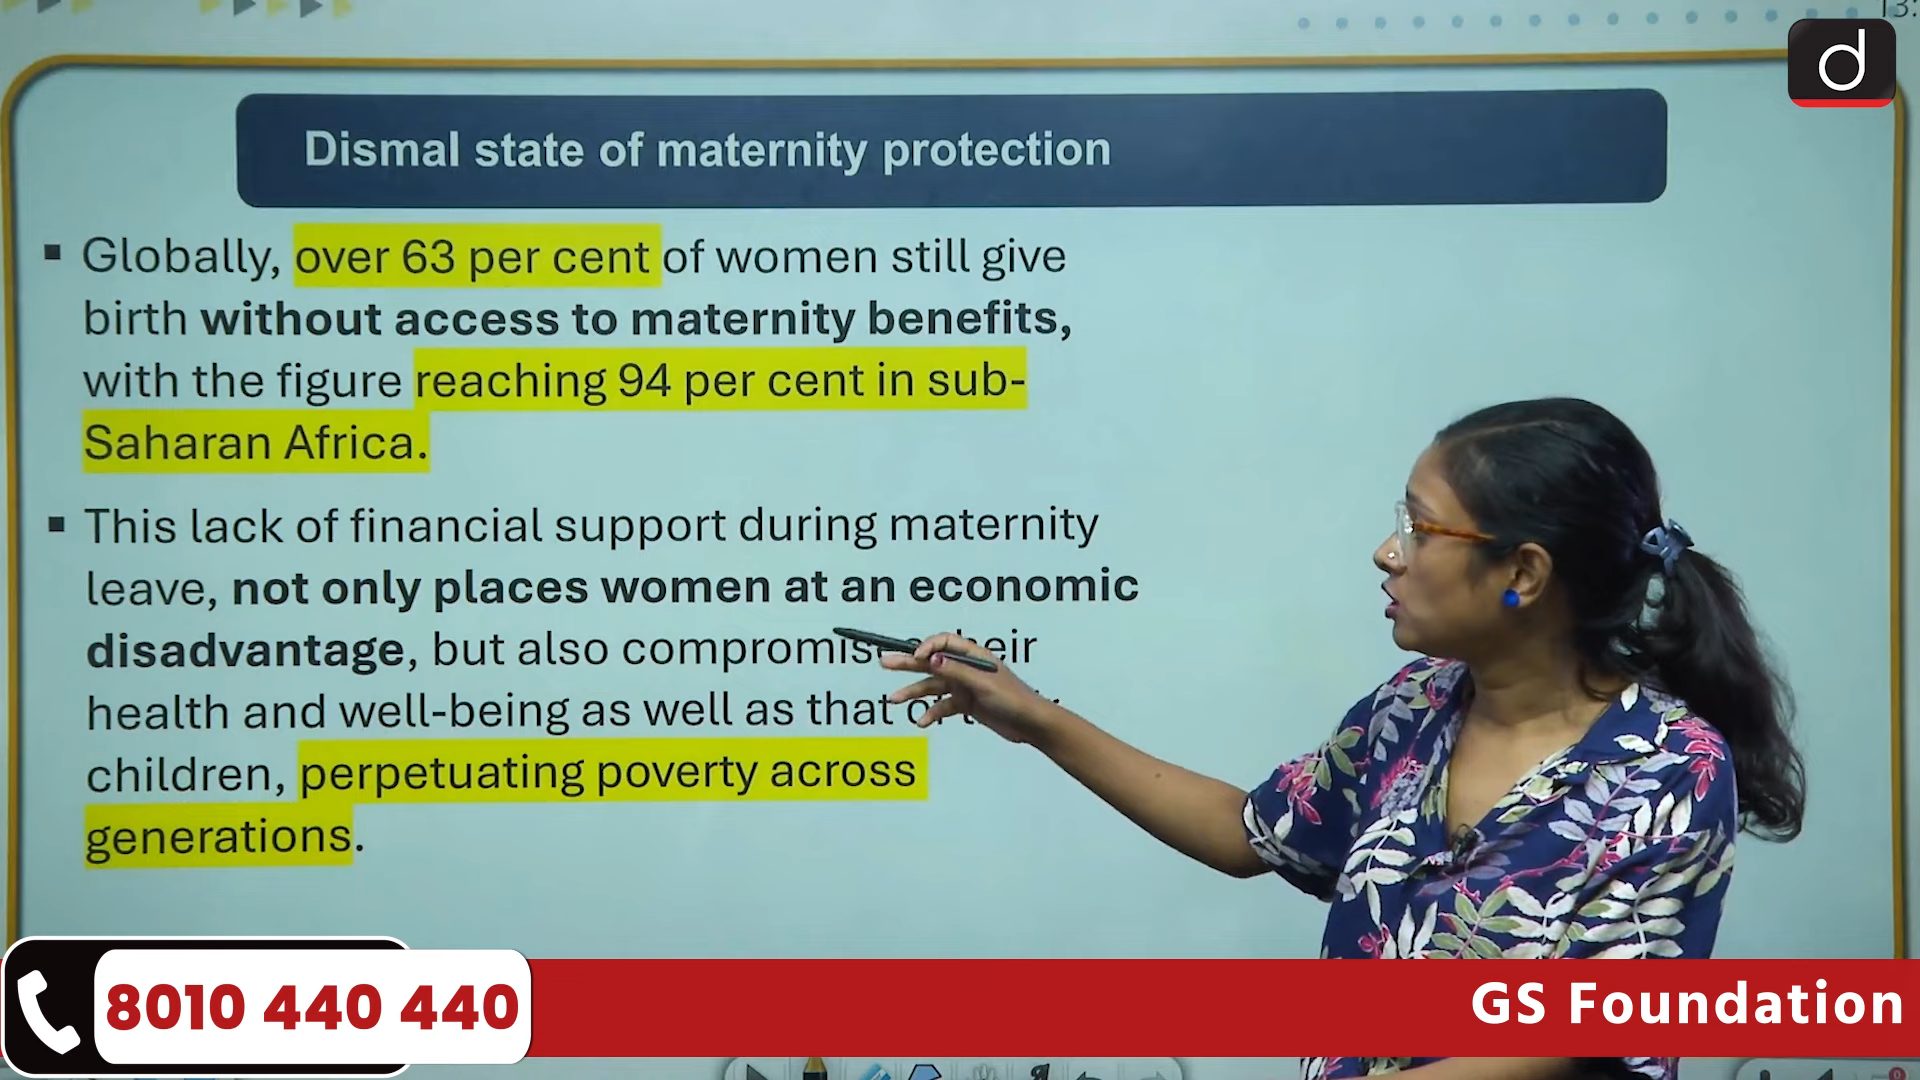 13:
d
Dismal state of maternity protection
▪ Globally, over 63 per cent of women still give
birth without access to maternity benefits,
with the figure reaching 94 per cent in sub-
Saharan Africa.
▪ This lack of financial support during maternity
leave, not only places women at an economic
disadvantage, but also
health and well-being as well as that
children, perpetuating poverty across
generations.
8010 440 440
GS Foundation